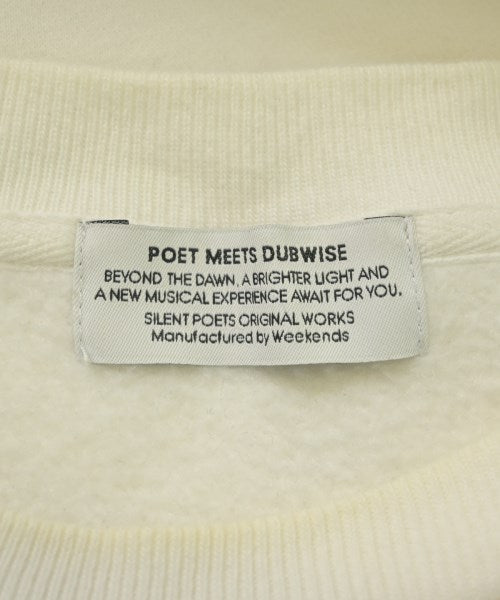 POET MEETS DUBWISE
BEYOND THE DAWN, A BRIGHTER LIGHT AND
A NEW MUSICAL EXPERIENCE AWAIT FOR YOU.
SILENT POETS ORIGINAL WORKS
Manufactured by Weekends